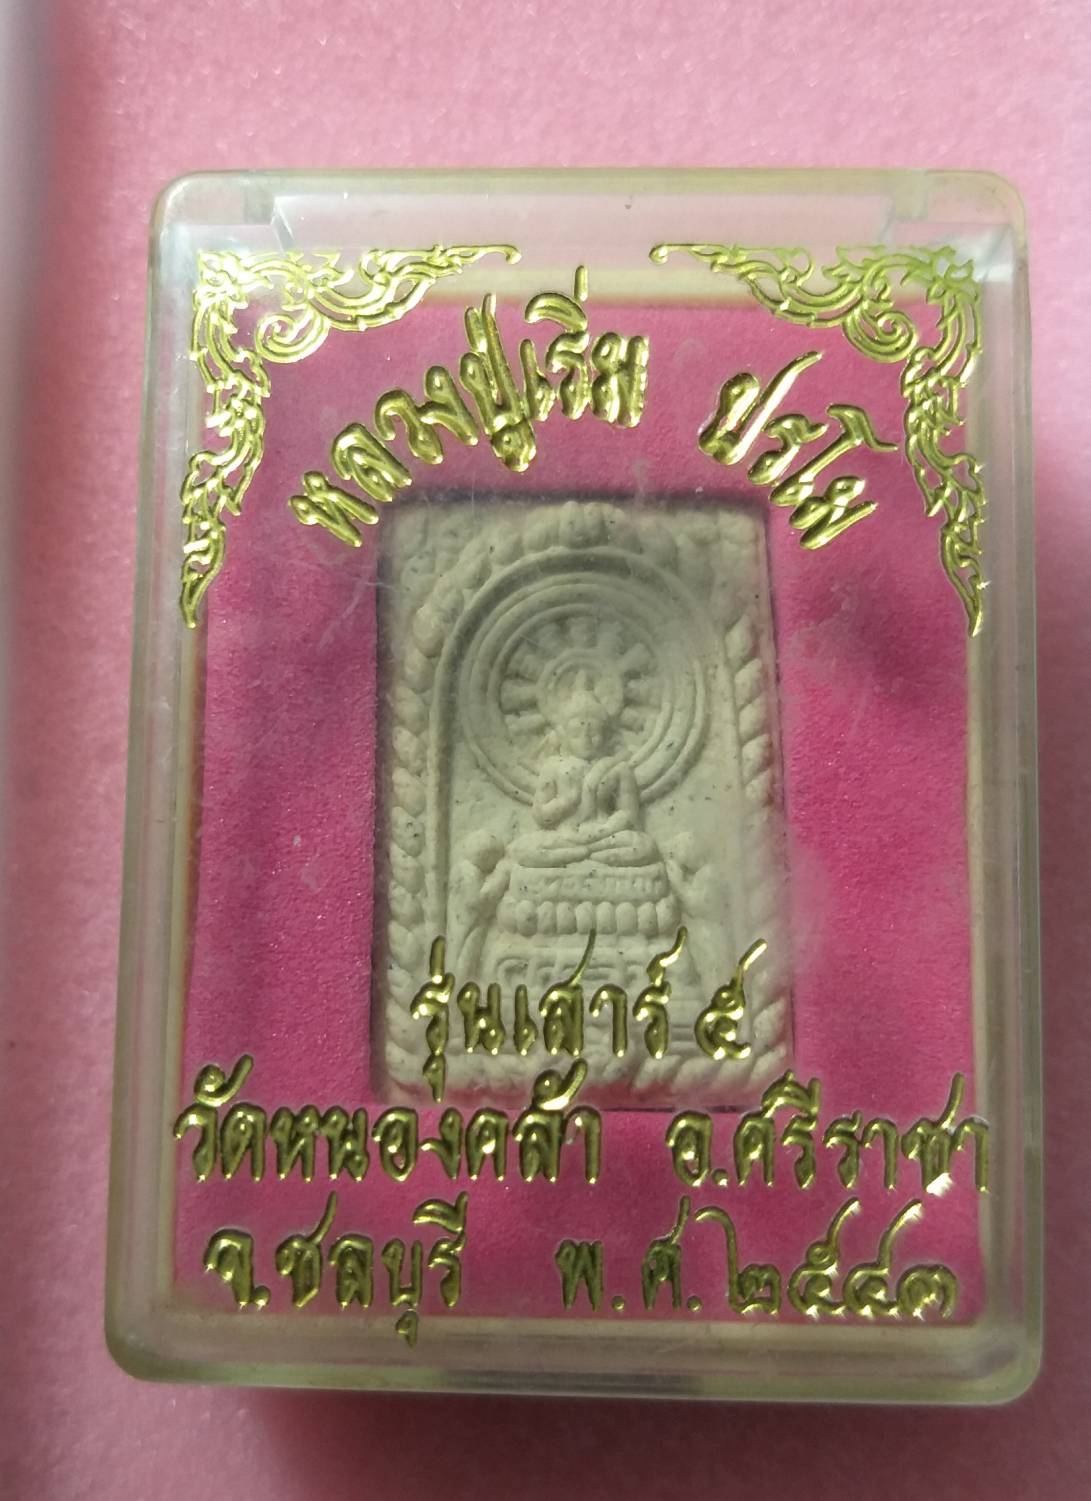 หลวงปู่เริ่ม ปรโม
รุ่นเสาร์ ๕
วัดหนองคล้า อ.ศรีราชา
จ.ชลบุรี พ.ศ.๒๕๔๓